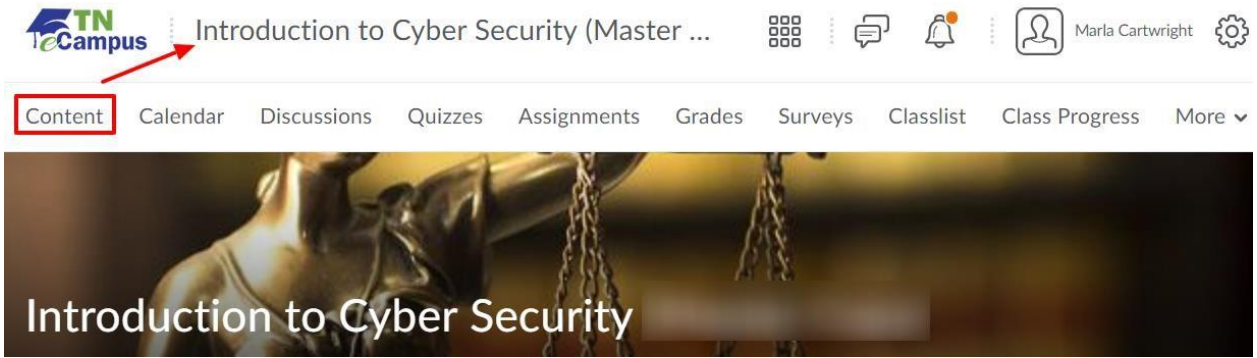 TN
eCampus
Introduction to Cyber Security (Master ...
Marla Cartwright
Content Calendar Discussions Quizzes Assignments Grades Surveys Classlist Class Progress More
Introduction to Cyber Security